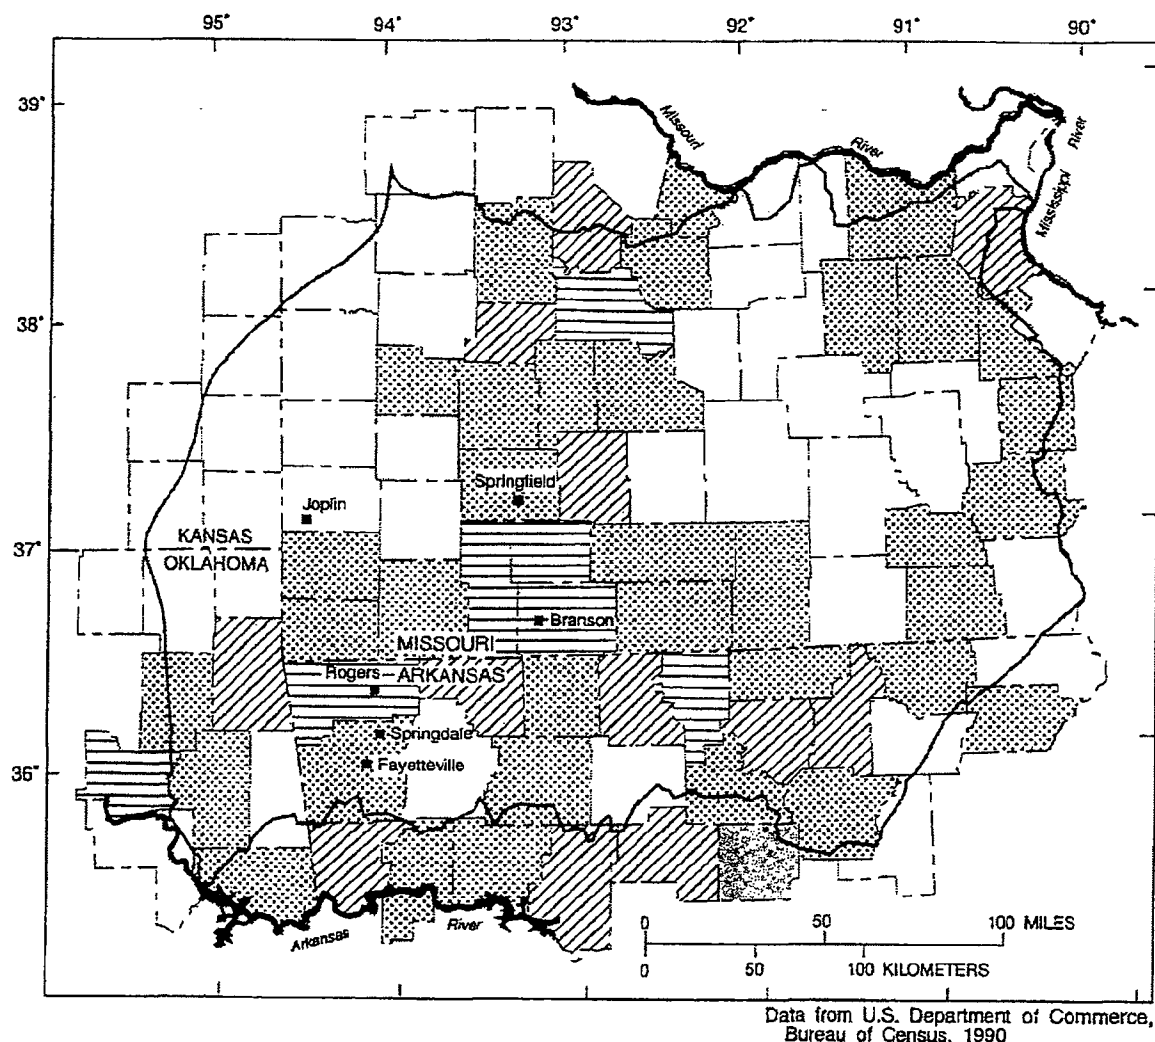 95° 94° 93° 92° 91° 90°
39°
Missouri River
River
Mississippi
38°
Springfield
Joplin
KANSAS
37°
OKLAHOMA
Branson
MISSOURI
Rogers ARKANSAS
Springdale
36°
Fayetteville
0 50 100 MILES
Arkansas River
0 50 100 KILOMETERS
Data from U.S. Department of Commerce,
Bureau of Census, 1990